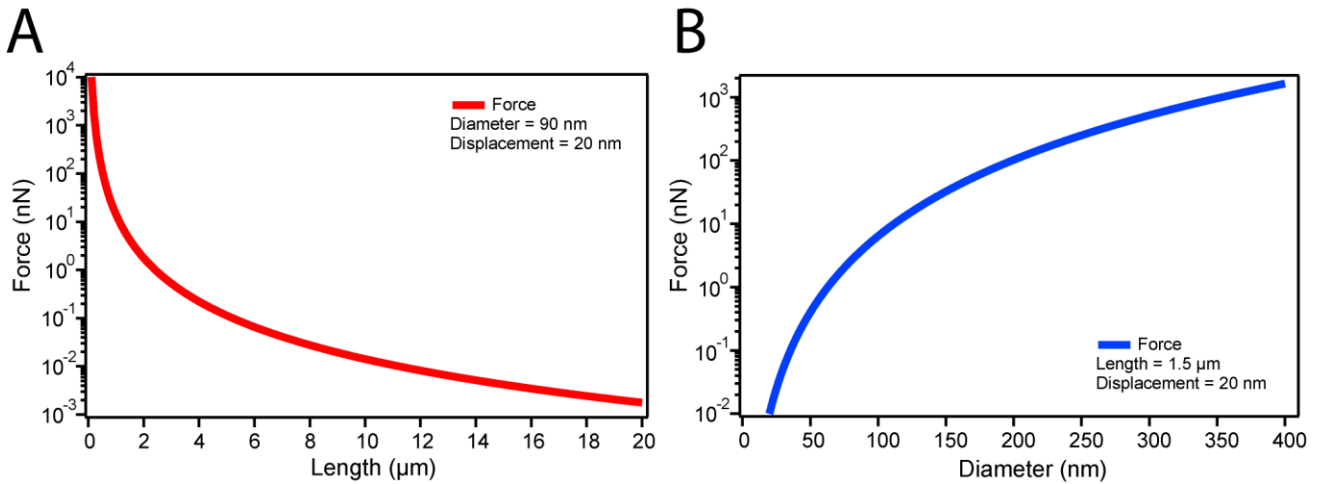 A
Force (nN)
10^4
10^3
10^2
10^1
10^0
10^-1
10^-2
10^-3
Force
Diameter = 90 nm
Displacement = 20 nm
0 2 4 6 8 10 12 14 16 18 20
Length (µm)
B
Force (nN)
10^3
10^2
10^1
10^0
10^-1
10^-2
Force
Length = 1.5 µm
Displacement = 20 nm
0 50 100 150 200 250 300 350 400
Diameter (nm)